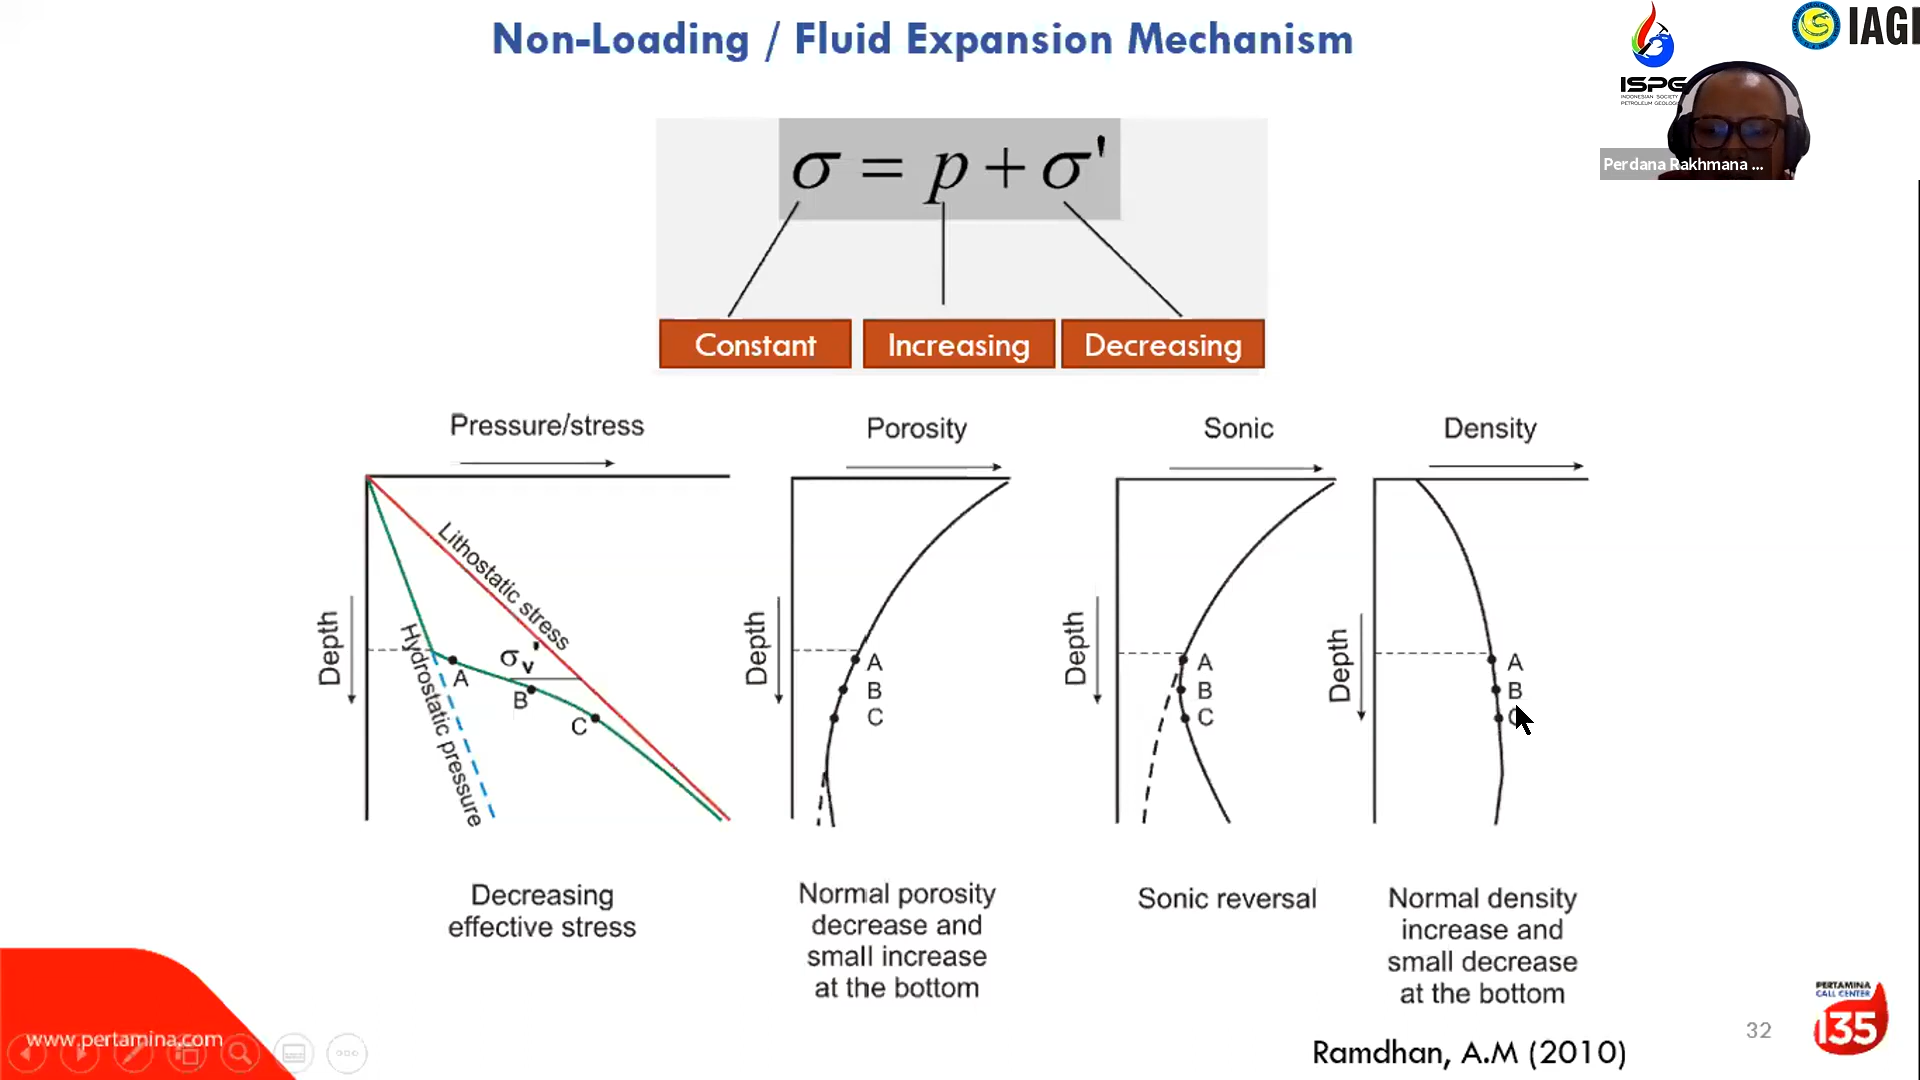 Non-Loading / Fluid Expansion Mechanism
IAGI
ISPG
INDONESIAN SOCIETY
PETROLEUM GEOLOGI
Perdana Rakhmana ...
σ = p + σ'
Constant
Increasing
Decreasing
Pressure/stress
Depth
Lithostatic stress
Hydrostatic pressure
σv'
A
B
C
Decreasing
effective stress
Porosity
Depth
A
B
C
Normal porosity
decrease and
small increase
at the bottom
Sonic
Depth
A
B
C
Sonic reversal
Density
Depth
A
B
C
Normal density
increase and
small decrease
at the bottom
www.pertamina.com
Ramdhan, A.M (2010)
32
PERTAMINA
CALL CENTER
135